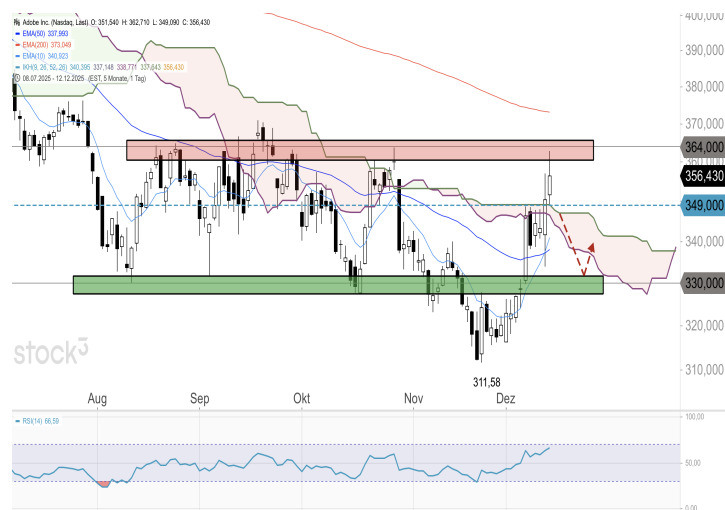 Adobe Inc. (Nasdaq, Last) O: 351,540 H: 362,710 L: 349,090 C: 356,430
EMA(50) 337,993
EMA(200) 373,049
EMA(10) 340,923
IKH(9, 26, 52, 26) 340,395 337,148 338,771 337,643 356,430
08.07.2025 - 12.12.2025 (EST, 5 Monate, 1 Tag)
400,000
390,000
380,000
370,000
364,000
360,000
356,430
349,000
340,000
330,000
320,000
310,000
311,58
stock3
Aug Sep Okt Nov Dez
RSI(14) 66,59
100,00
50,00
0,00